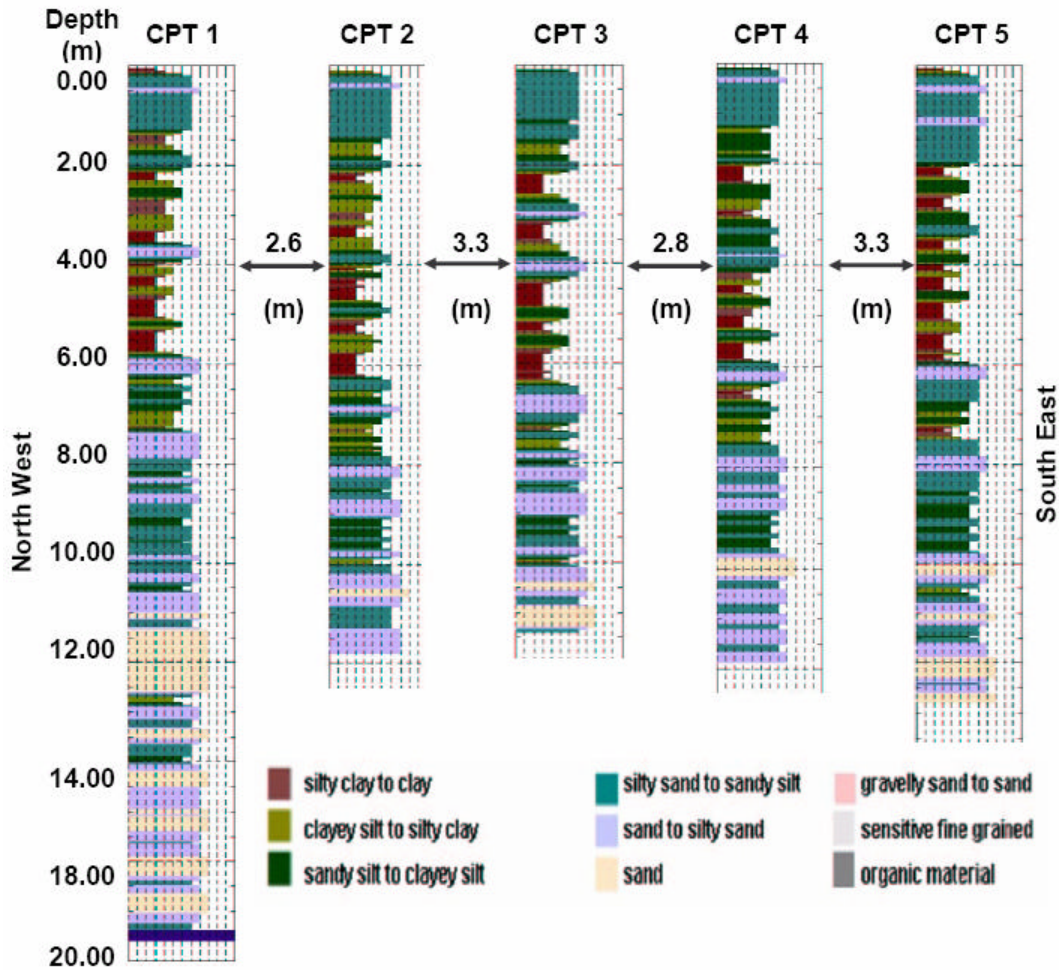 Depth
(m)
CPT 1
CPT 2
CPT 3
CPT 4
CPT 5
0.00
2.00
4.00
6.00
8.00
10.00
12.00
14.00
18.00
20.00
2.6
(m)
3.3
(m)
2.8
(m)
3.3
(m)
North West
South East
silty clay to clay
clayey silt to silty clay
sandy silt to clayey silt
silty sand to sandy silt
sand to silty sand
sand
gravelly sand to sand
sensitive fine grained
organic material